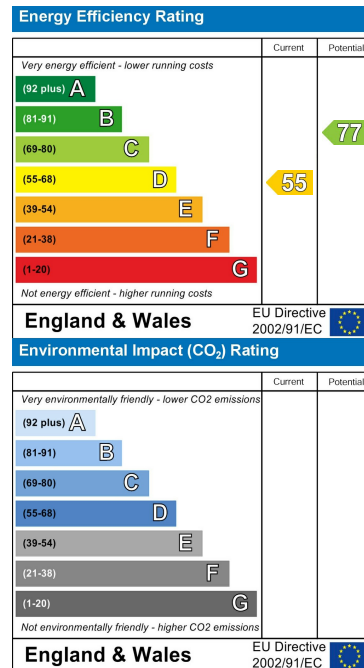 Energy Efficiency Rating
Current Potential
Very energy efficient - lower running costs
(92 plus) A
(81-91) B
(69-80) C
77
(55-68) D
55
(39-54) E
(21-38) F
(1-20) G
Not energy efficient - higher running costs
England & Wales
EU Directive
2002/91/EC
Environmental Impact (CO₂) Rating
Current Potential
Very environmentally friendly - lower CO2 emissions
(92 plus) A
(81-91) B
(69-80) C
(55-68) D
(39-54) E
(21-38) F
(1-20) G
Not environmentally friendly - higher CO2 emissions
England & Wales
EU Directive
2002/91/EC